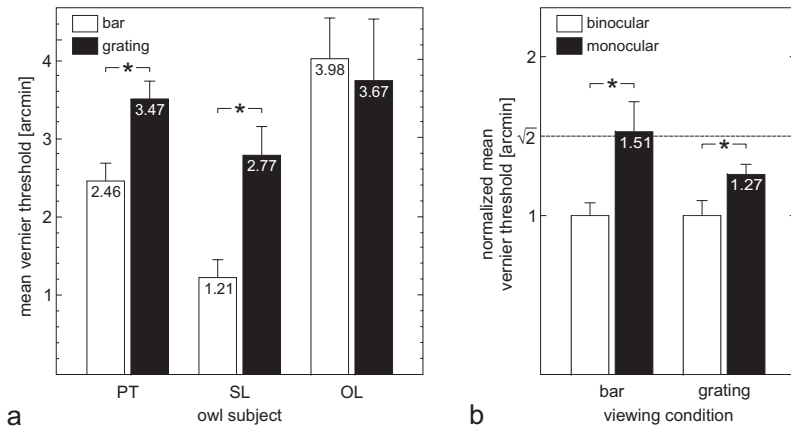 bar
grating
4
3
2
1
mean vernier threshold [arcmin]
*
*
2.46
3.47
1.21
2.77
3.98
3.67
PT SL OL
owl subject
a
binocular
monocular
2
√2
1
normalized mean
vernier threshold [arcmin]
*
*
1.51
1.27
bar grating
viewing condition
b